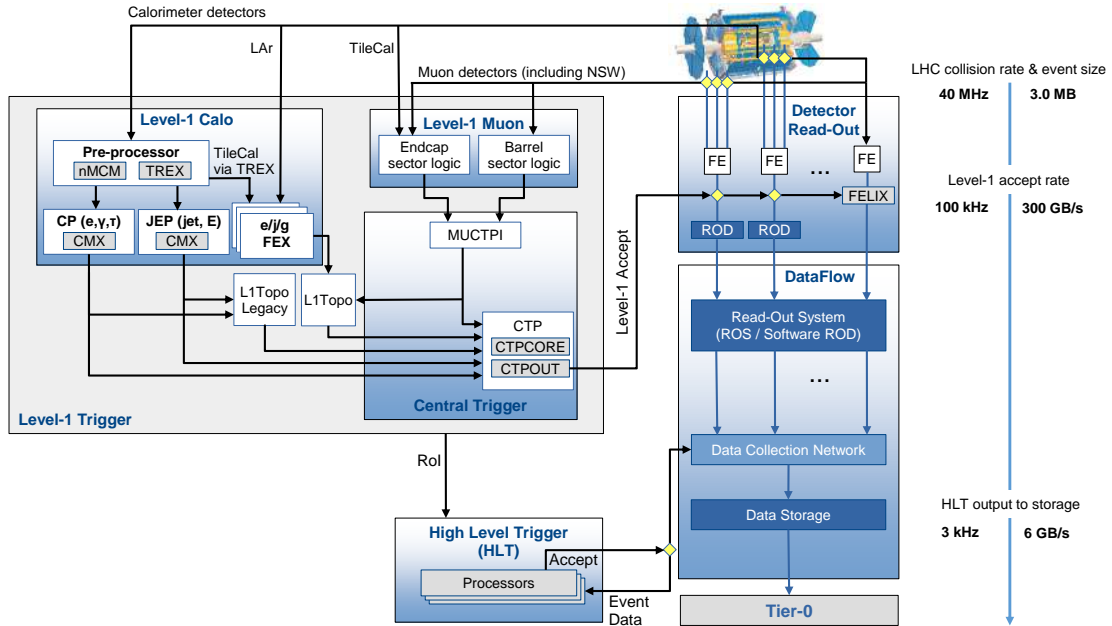 Calorimeter detectors
LAr
TileCal
Muon detectors (including NSW)
LHC collision rate & event size
40 MHz
3.0 MB
Level-1 Calo
Pre-processor
nMCM
TREX
TileCal
via TREX
CP (e,γ,τ)
CMX
JEP (jet, E)
CMX
e/j/g
FEX
Level-1 Muon
Endcap
sector logic
Barrel
sector logic
Detector
Read-Out
FE
FE
...
FE
FELIX
ROD
ROD
Level-1 accept rate
100 kHz
300 GB/s
MUCTPI
L1Topo
Legacy
L1Topo
CTP
CTPCORE
CTPOUT
Central Trigger
Level-1 Trigger
Level-1 Accept
DataFlow
Read-Out System
(ROS / Software ROD)
...
Data Collection Network
Data Storage
RoI
High Level Trigger
(HLT)
Accept
Processors
Event
Data
HLT output to storage
3 kHz
6 GB/s
Tier-0